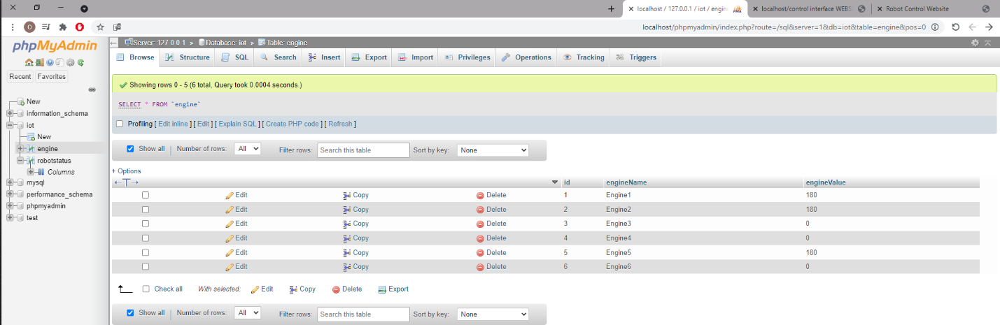 localhost / 127.0.0.1 / iot / engin
localhost/control interface WEBS
Robot Control Website
O
localhost/phpmyadmin/index.php?route=/sql&server=1&db=iot&table=engine&pos=0
phpMyAdmin
Recent Favorites
New
information_schema
iot
New
engine
robotstatus
Columns
mysql
performance_schema
phpmyadmin
test
Server: 127.0.0.1 » Database: iot » Table: engine
Browse Structure SQL Search Insert Export Import Privileges Operations Tracking Triggers
Showing rows 0 - 5 (6 total, Query took 0.0004 seconds.)
SELECT * FROM `engine`
Profiling [ Edit inline ] [ Edit ] [ Explain SQL ] [ Create PHP code ] [ Refresh ]
Show all | Number of rows: All Filter rows: Search this table Sort by key: None
+ Options
←T→ id engineName engineValue
Edit Copy Delete 1 Engine1 180
Edit Copy Delete 2 Engine2 180
Edit Copy Delete 3 Engine3 0
Edit Copy Delete 4 Engine4 0
Edit Copy Delete 5 Engine5 180
Edit Copy Delete 6 Engine6 0
Check all With selected: Edit Copy Delete Export
Show all | Number of rows: All Filter rows: Search this table Sort by key: None